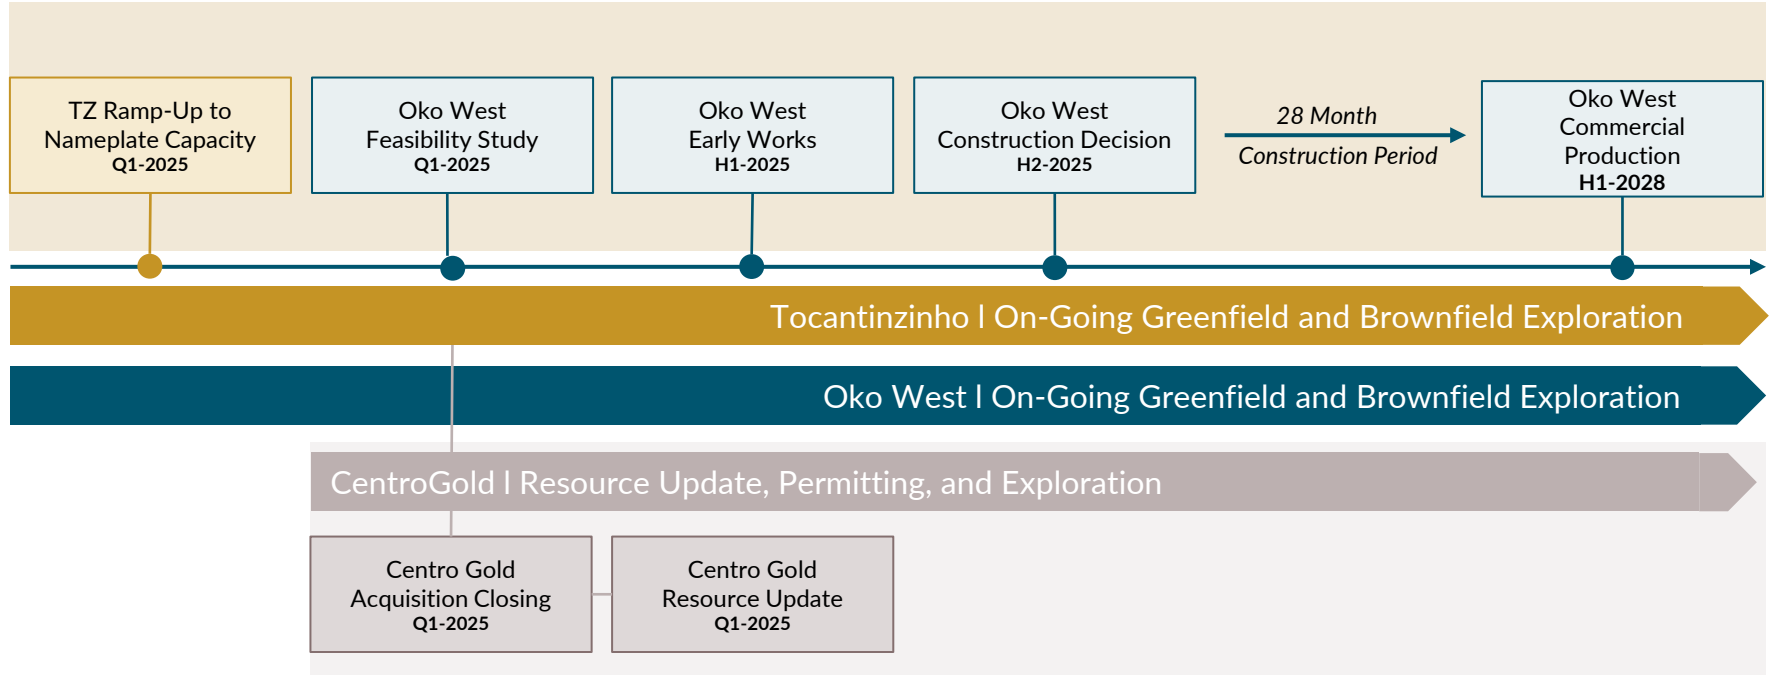 TZ Ramp-Up to
Nameplate Capacity
Q1-2025
Oko West
Feasibility Study
Q1-2025
Oko West
Early Works
H1-2025
Oko West
Construction Decision
H2-2025
28 Month
Construction Period
Oko West
Commercial
Production
H1-2028
Tocantinzinho l On-Going Greenfield and Brownfield Exploration
Oko West l On-Going Greenfield and Brownfield Exploration
CentroGold l Resource Update, Permitting, and Exploration
Centro Gold
Acquisition Closing
Q1-2025
Centro Gold
Resource Update
Q1-2025